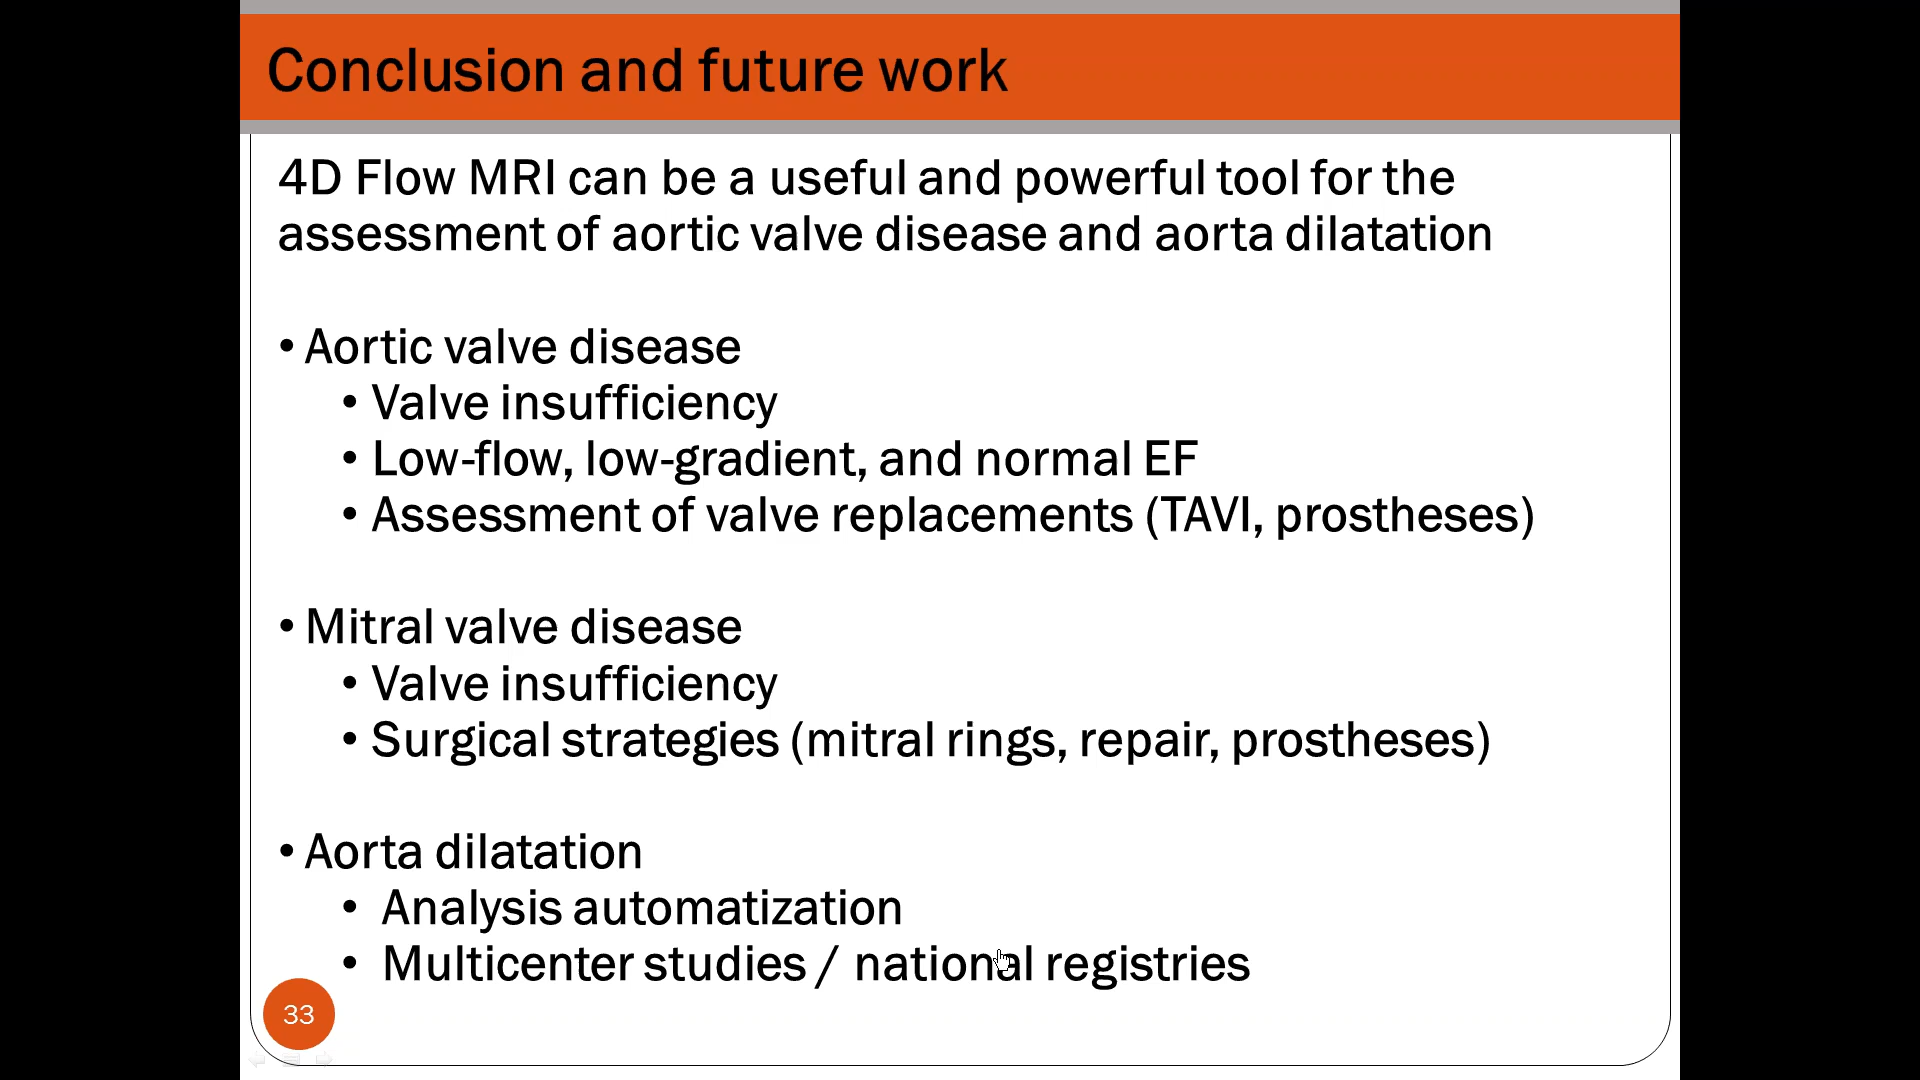 Conclusion and future work
4D Flow MRI can be a useful and powerful tool for the
assessment of aortic valve disease and aorta dilatation
• Aortic valve disease
• Valve insufficiency
• Low-flow, low-gradient, and normal EF
• Assessment of valve replacements (TAVI, prostheses)
• Mitral valve disease
• Valve insufficiency
• Surgical strategies (mitral rings, repair, prostheses)
• Aorta dilatation
• Analysis automatization
• Multicenter studies / national registries
33